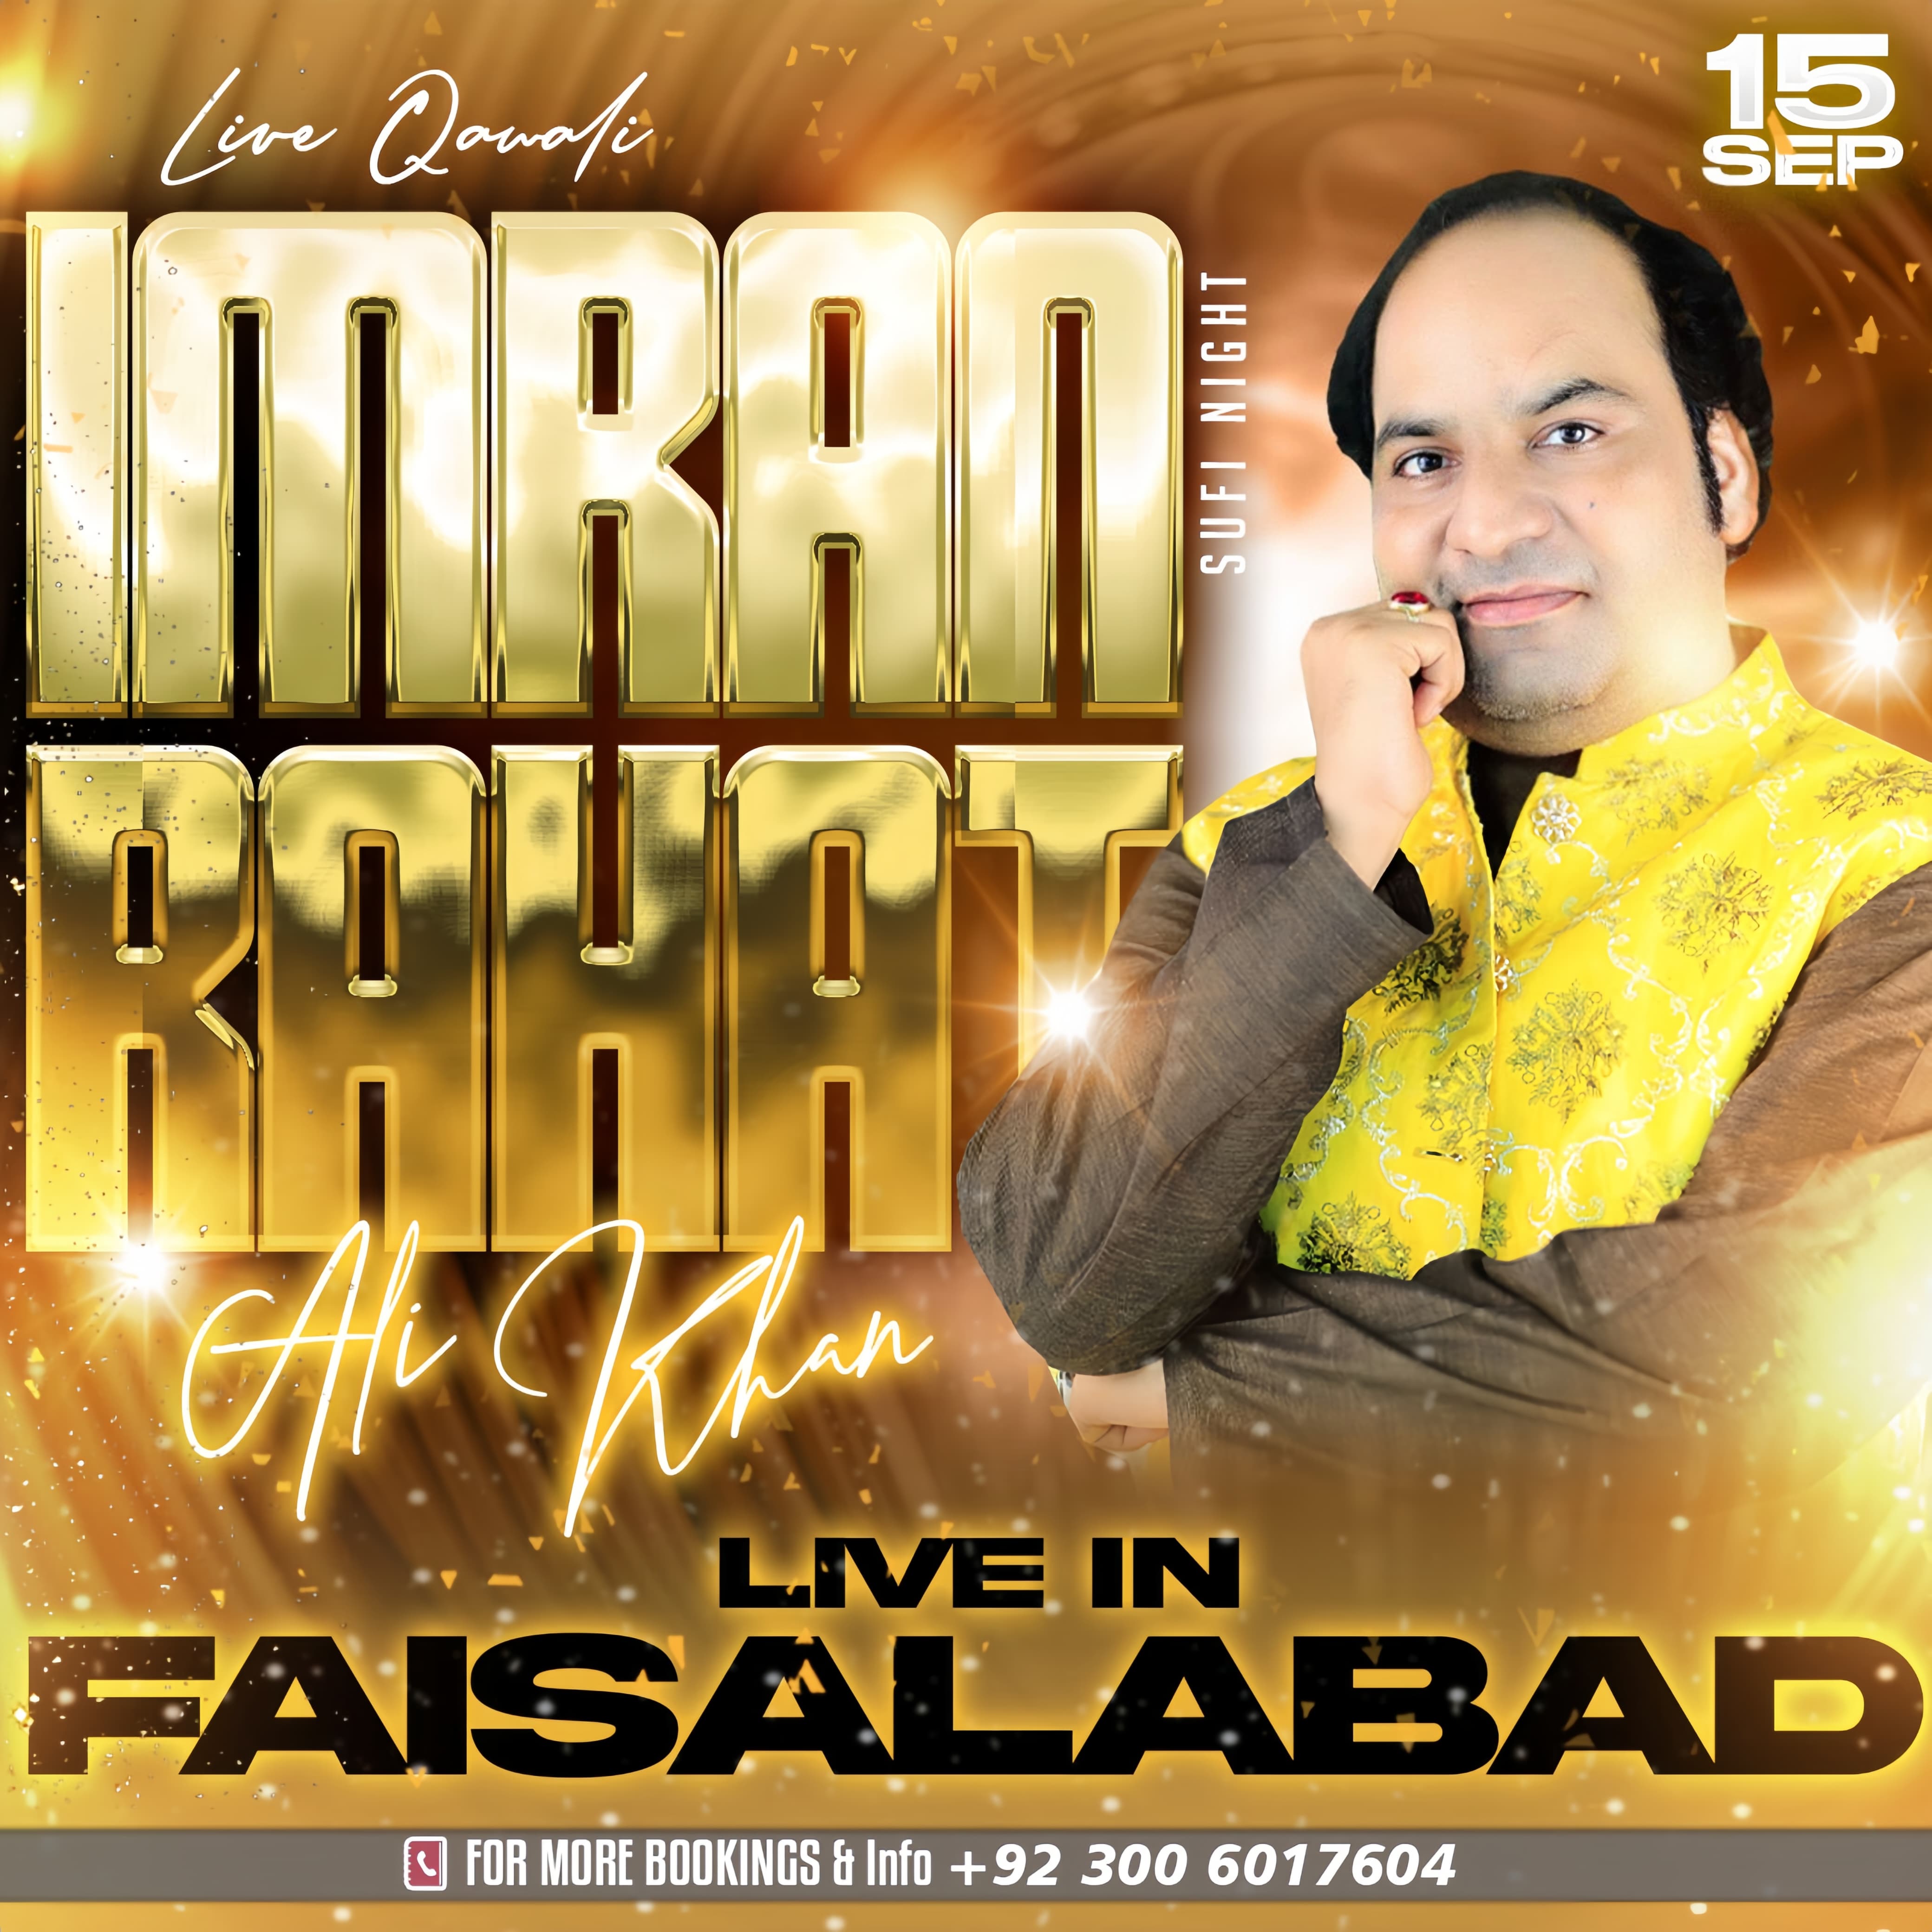 Live Qawali
15
SEP
IMRAN
SUFI NIGHT
RAHAT
Ali Khan
LIVE IN
FAISALABAD
FOR MORE BOOKINGS & Info +92 300 6017604